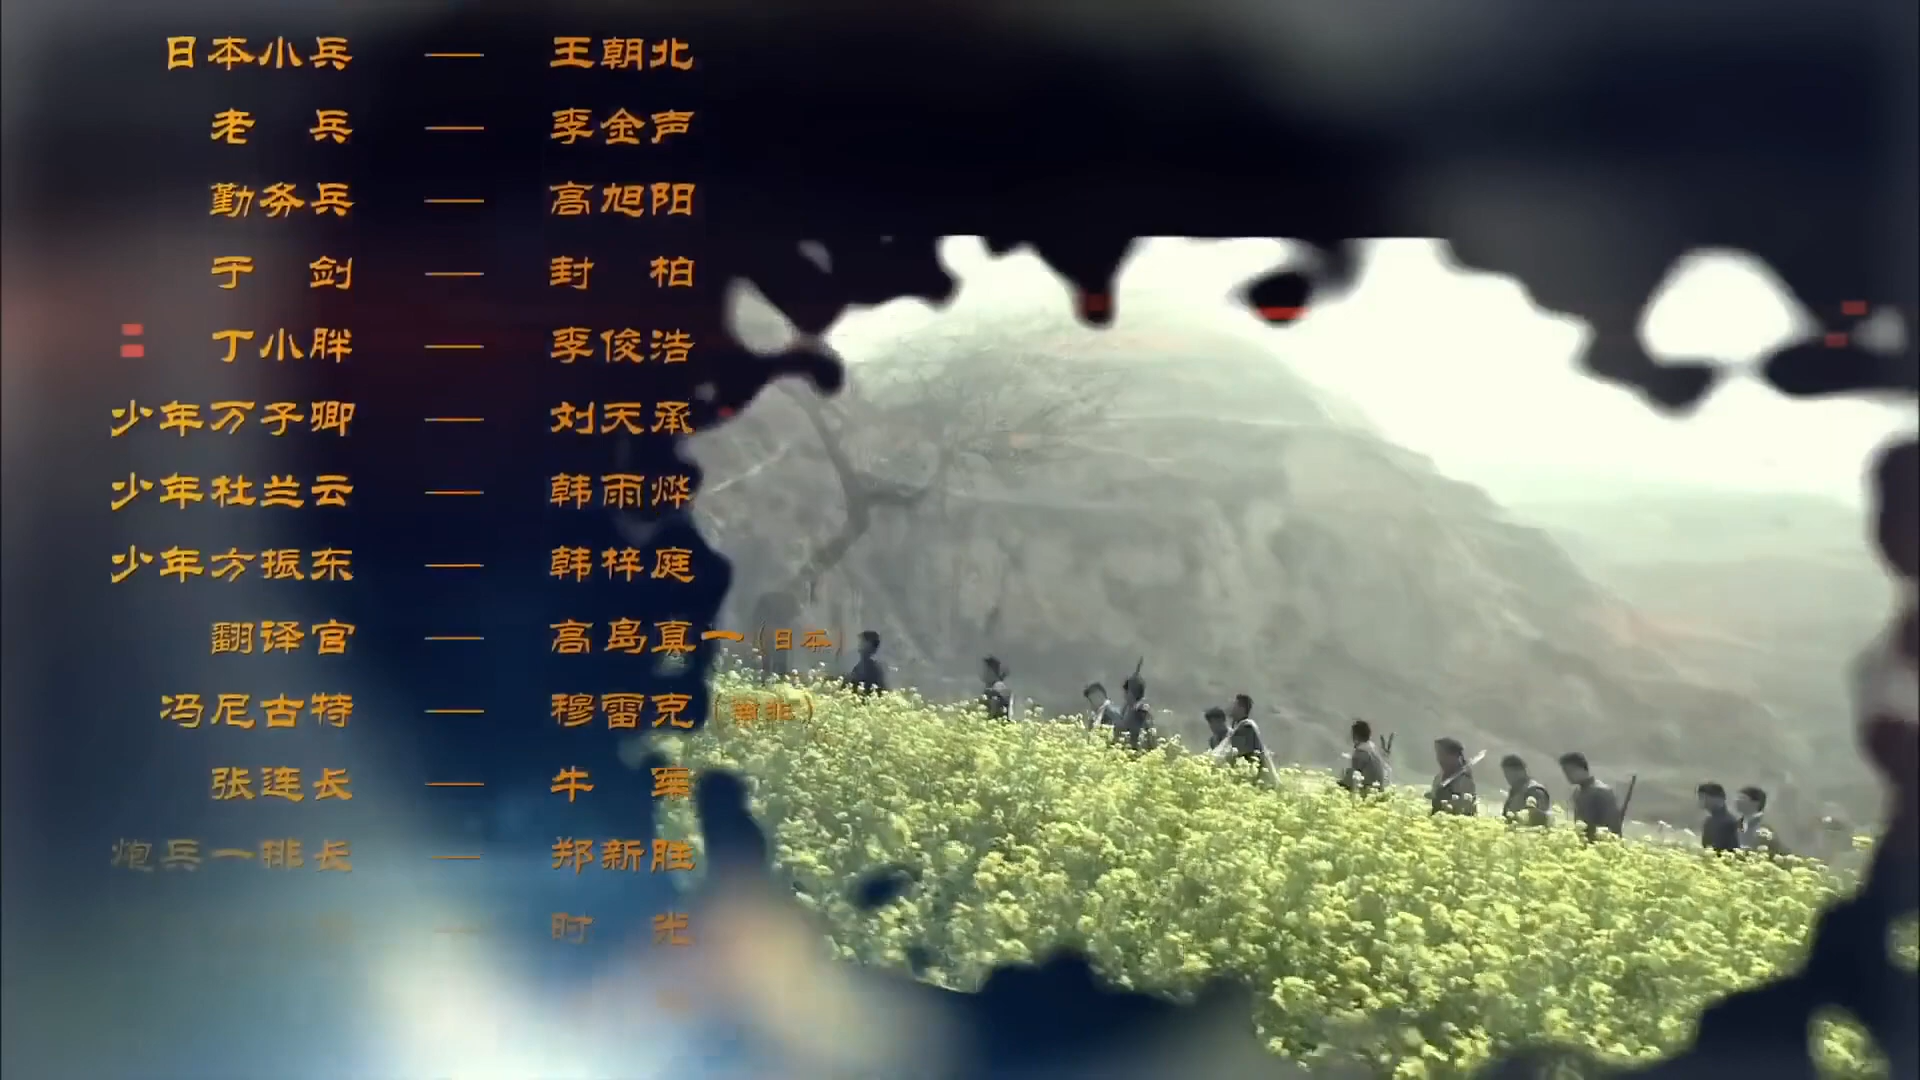 日本小兵 —— 王朝北
老兵 —— 李金声
勤务兵 —— 高旭阳
于剑 —— 封柏
丁小胖 —— 李俊浩
少年万子卿 —— 刘天承
少年杜兰云 —— 韩雨烨
少年方振东 —— 韩梓庭
翻译官 —— 高岛真一(日本)
冯尼古特 —— 穆雷克
张连长 —— 牛军
炮兵一排长 —— 郑新胜
—— 时光